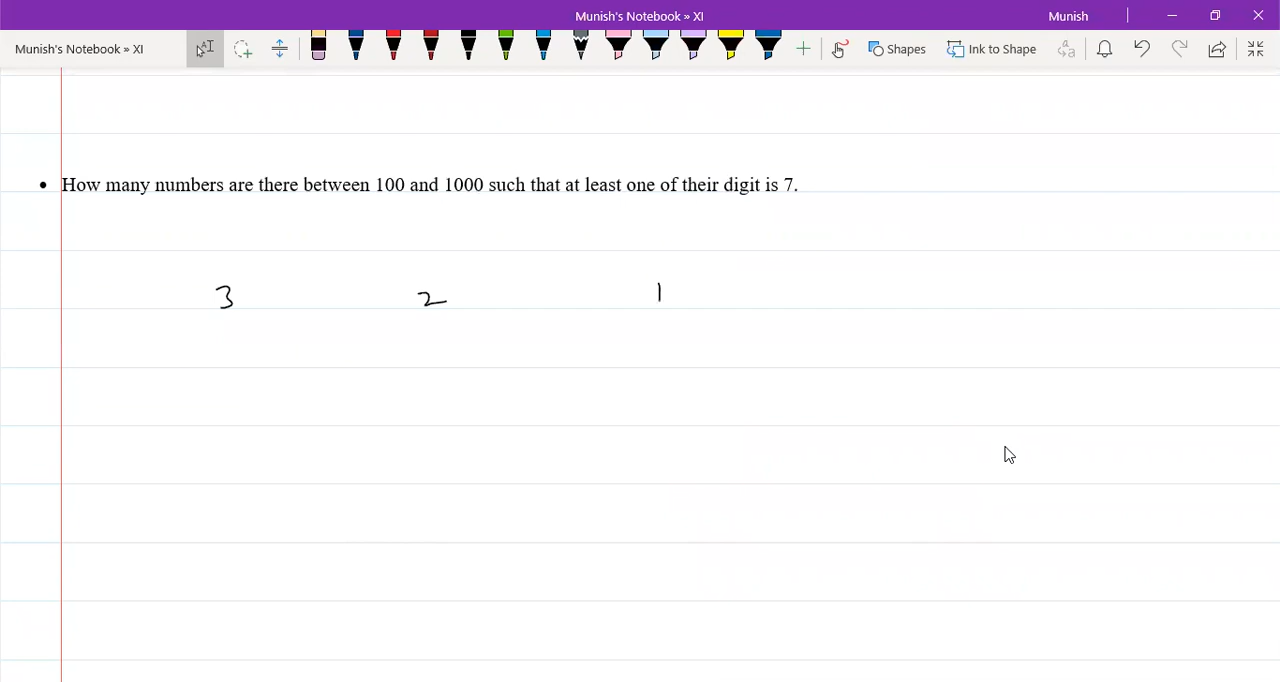 Munish's Notebook » XI
Munish
Munish's Notebook » XI
Shapes
Ink to Shape
• How many numbers are there between 100 and 1000 such that at least one of their digit is 7.
3 2 1